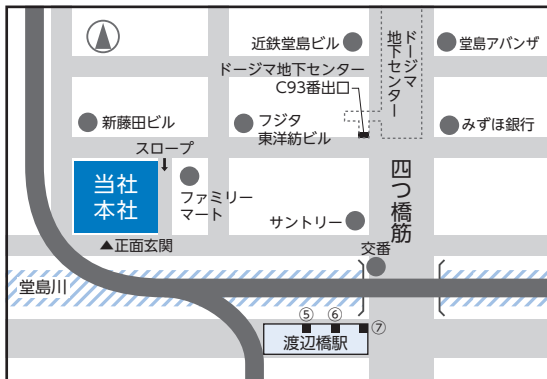 近鉄堂島ビル
ドージマ
地下センター
堂島アバンザ
ドージマ地下センター
C93番出口
新藤田ビル
フジタ
東洋紡ビル
みずほ銀行
スロープ
当社
本社
ファミリー
マート
四つ橋筋
サントリー
▲正面玄関
交番
堂島川
⑤
⑥
⑦
渡辺橋駅